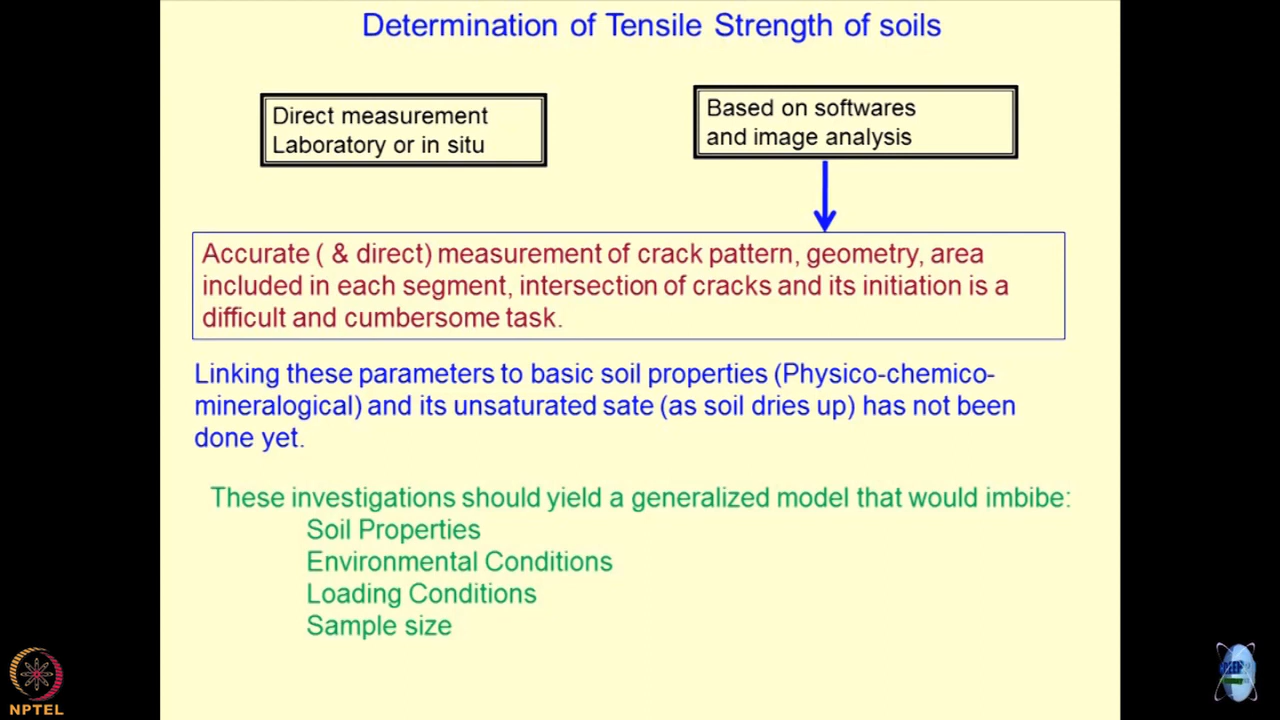 Determination of Tensile Strength of soils
Direct measurement
Laboratory or in situ
Based on softwares
and image analysis
Accurate ( & direct) measurement of crack pattern, geometry, area
included in each segment, intersection of cracks and its initiation is a
difficult and cumbersome task.
Linking these parameters to basic soil properties (Physico-chemico-
mineralogical) and its unsaturated sate (as soil dries up) has not been
done yet.
These investigations should yield a generalized model that would imbibe:
Soil Properties
Environmental Conditions
Loading Conditions
Sample size
NPTEL